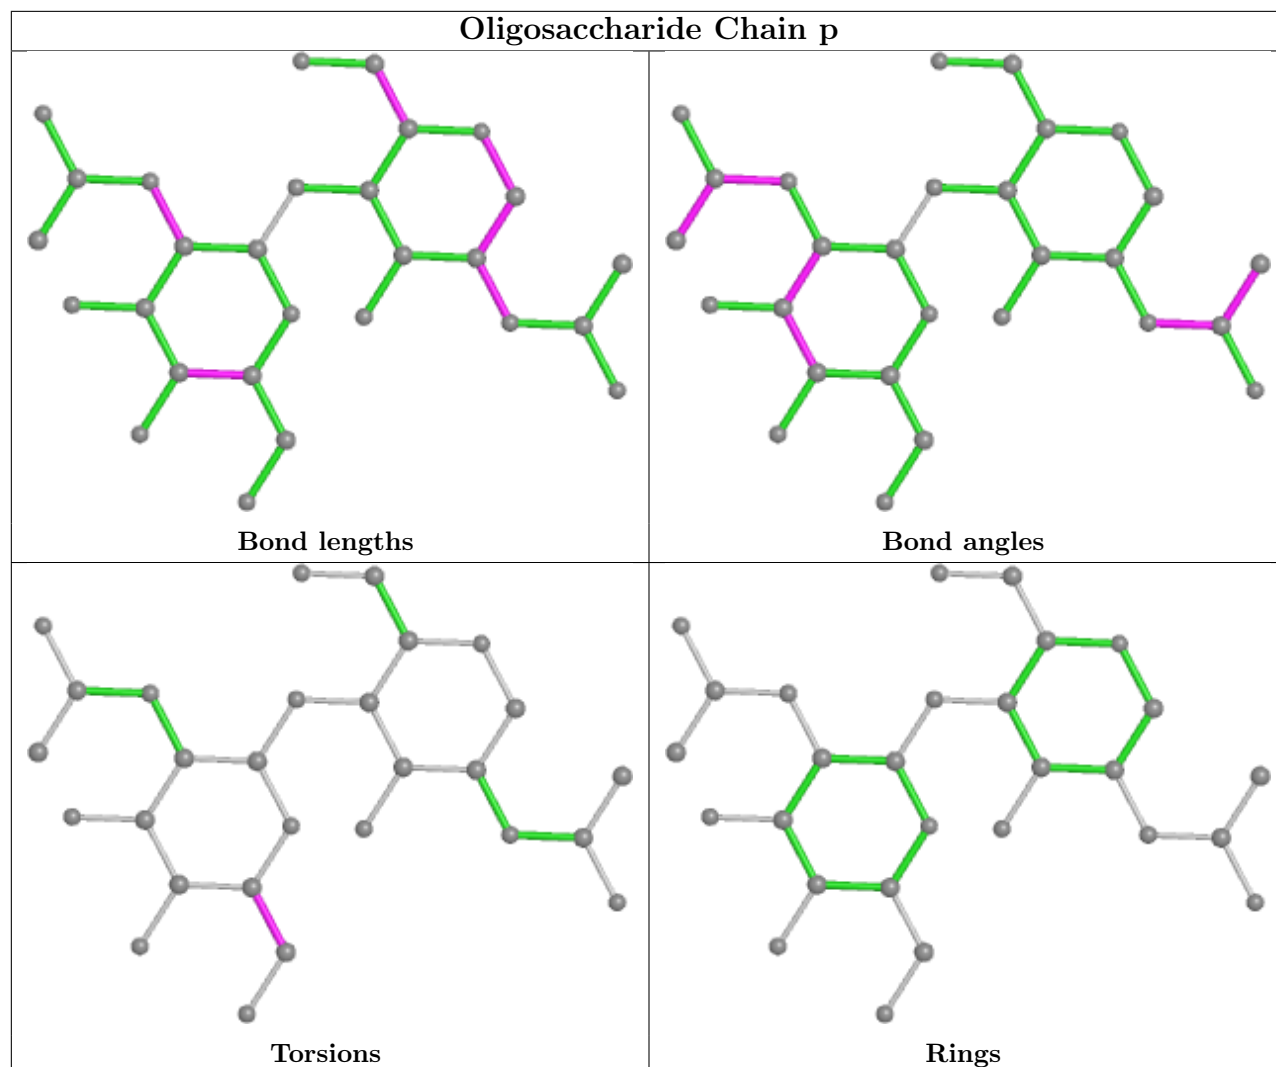 Oligosaccharide Chain p
Bond lengths
Bond angles
Torsions
Rings